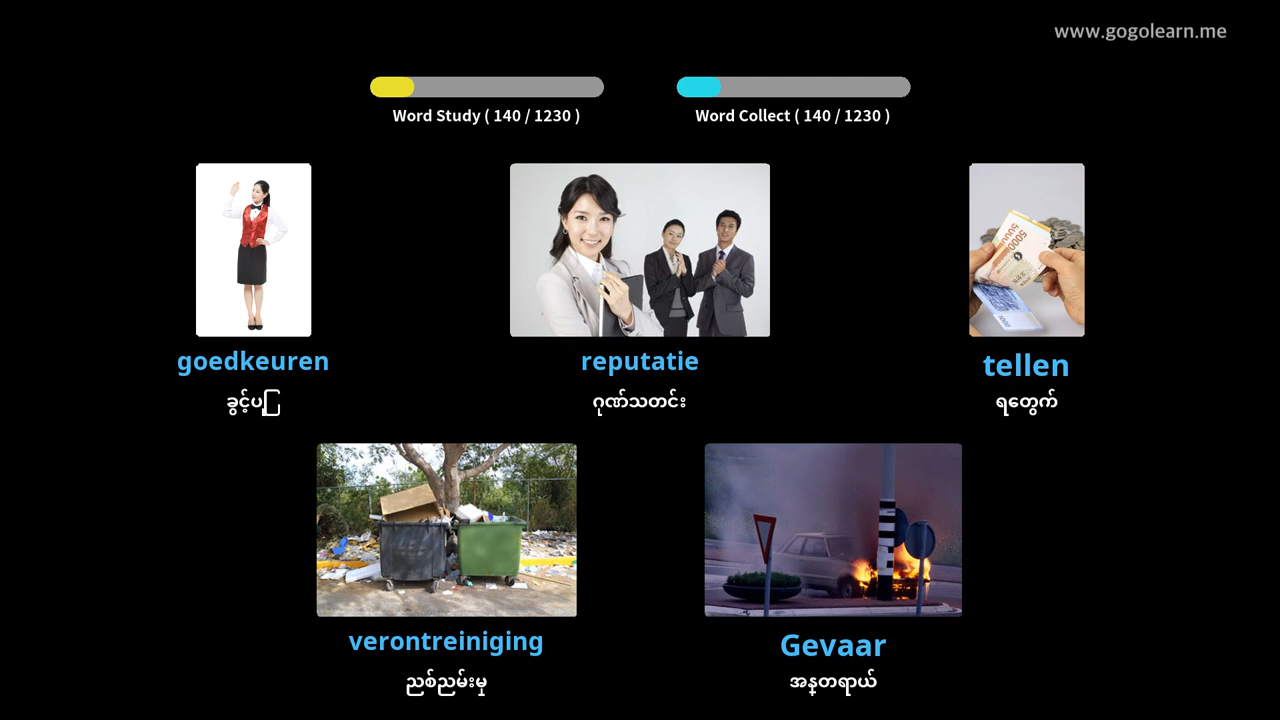 www.gogolearn.me
Word Study ( 140 / 1230 )
Word Collect ( 140 / 1230 )
goedkeuren
ခွင့်ပြု
reputatie
ဂုဏ်သတင်း
tellen
ရတွေက်
verontreiniging
ညစ်ညမ်းမှ
Gevaar
အန္တရာယ်